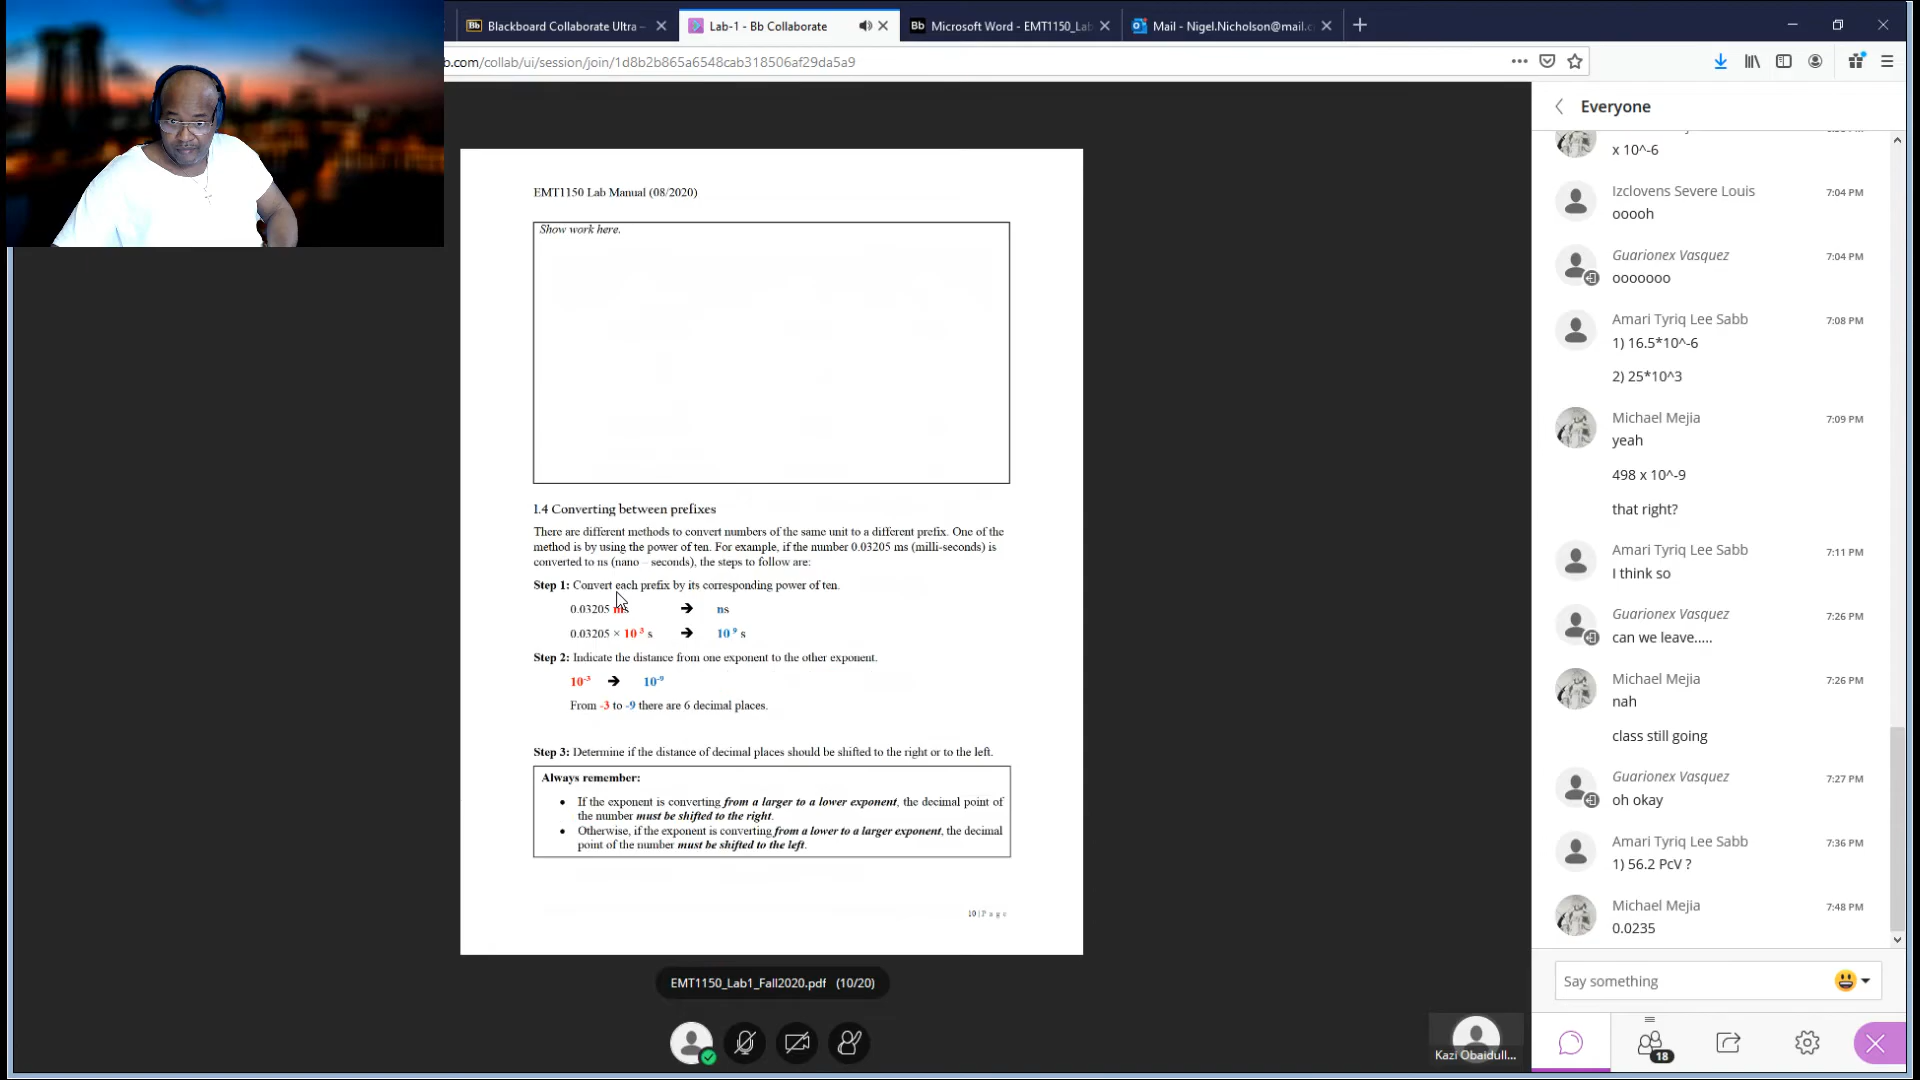 Blackboard Collaborate Ultra –
Lab-1 - Bb Collaborate
Microsoft Word - EMT1150_Lab
Mail - Nigel.Nicholson@mail.c
b.com/collab/ui/session/join/1d8b2b865a6548cab318506af29da5a9
EMT1150 Lab Manual (08/2020)
Show work here.
1.4 Converting between prefixes
There are different methods to convert numbers of the same unit to a different prefix. One of the
method is by using the power of ten. For example, if the number 0.03205 ms (milli-seconds) is
converted to ns (nano – seconds), the steps to follow are:
Step 1: Convert each prefix by its corresponding power of ten.
0.03205 ms ➔ ns
0.03205 × 10⁻³ s ➔ 10⁻⁹ s
Step 2: Indicate the distance from one exponent to the other exponent.
10⁻³ ➔ 10⁻⁹
From -3 to -9 there are 6 decimal places.
Step 3: Determine if the distance of decimal places should be shifted to the right or to the left.
Always remember:
• If the exponent is converting from a larger to a lower exponent, the decimal point of
the number must be shifted to the right.
• Otherwise, if the exponent is converting from a lower to a larger exponent, the decimal
point of the number must be shifted to the left.
10 | P a g e
EMT1150_Lab1_Fall2020.pdf (10/20)
Kazi Obaidull...
Everyone
x 10^-6
Izclovens Severe Louis 7:04 PM
ooooh
Guarionex Vasquez 7:04 PM
ooooooo
Amari Tyriq Lee Sabb 7:08 PM
1) 16.5*10^-6
2) 25*10^3
Michael Mejia 7:09 PM
yeah
498 x 10^-9
that right?
Amari Tyriq Lee Sabb 7:11 PM
I think so
Guarionex Vasquez 7:26 PM
can we leave.....
Michael Mejia 7:26 PM
nah
class still going
Guarionex Vasquez 7:27 PM
oh okay
Amari Tyriq Lee Sabb 7:36 PM
1) 56.2 PcV ?
Michael Mejia 7:48 PM
0.0235
Say something
18